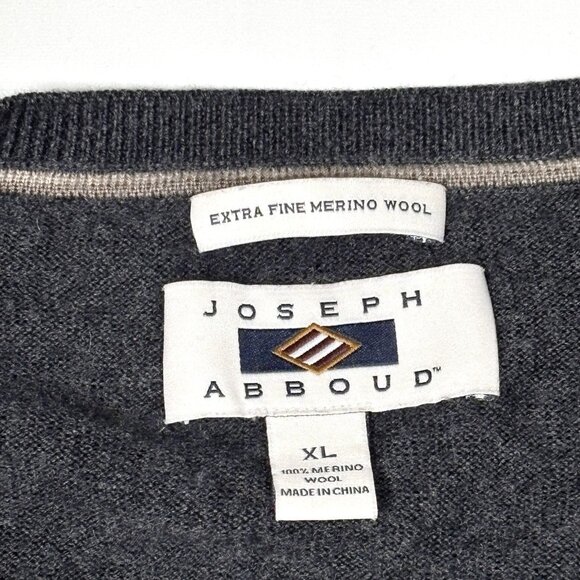 EXTRA FINE MERINO WOOL
JOSEPH
ABBOUD™
XL
100% MERINO
WOOL
MADE IN CHINA